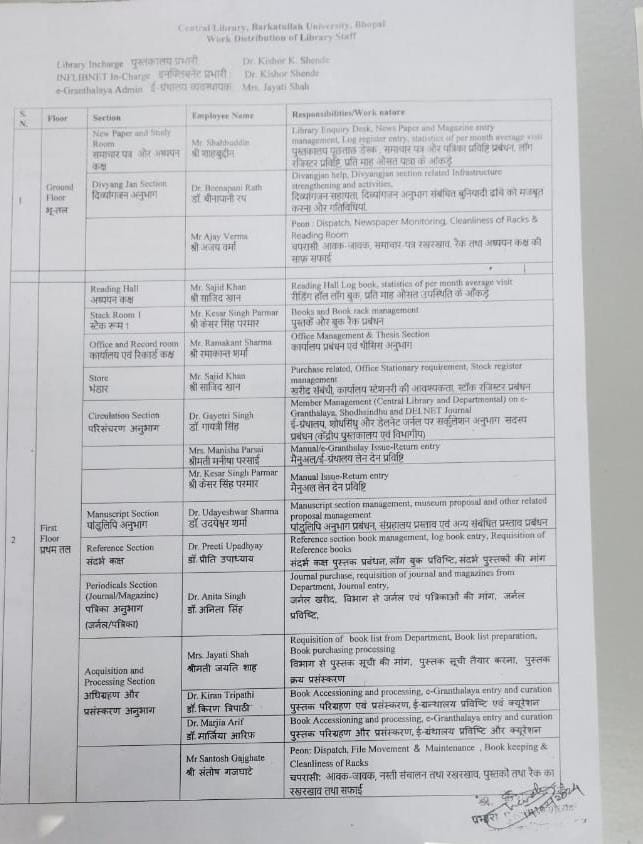 Central Library, Barkatullah University, Bhopal
Work Distribution of Library Staff
Library Incharge पुस्तकालय प्रभारी: Dr. Kishor K. Shende
INFLIBNET In-Charge इनफ्लिबनेट प्रभारी: Dr. Kishor Shende
e-Granthalaya Admin ई-ग्रंथालय व्यवस्थापक: Mrs. Jayati Shah
S. N. Floor Section Employee Name Responsibilities/Work nature
1
Ground
Floor
भू-तल
New Paper and Study
Room
समाचार पत्र और अध्ययन
कक्ष
Mr. Shahbuddin
श्री शाहबुद्दीन
Library Enquiry Desk, News Paper and Magazine entry
management, Log register entry, statistics of per month average visit
पुस्तकालय पूछताछ डेस्क, समाचार पत्र और पत्रिका प्रविष्टि प्रबंधन, लॉग
रजिस्टर प्रविष्टि, प्रति माह औसत यात्रा के आँकड़े
Divyang Jan Section
दिव्यांगजन अनुभाग
Dr. Beenapani Rath
डॉ. बीनापानी रथ
Divangjan help, Divyangjan section related Infrastructure
strengthening and activities,
दिव्यांगजन सहायता, दिव्यांगजन अनुभाग संबंधित बुनियादी ढांचे को मजबूत
करना और गतिविधियां.
Mr Ajay Verma
श्री अजय वर्मा
Peon : Dispatch, Newspaper Monitoring, Cleanliness of Racks &
Reading Room
चपरासी: आवक-जावक, समाचार-पत्र रखरखाव, रैक तथा अध्ययन कक्ष की
साफ़ सफाई
2
First
Floor
प्रथम तल
Reading Hall
अध्ययन कक्ष
Mr. Sajid Khan
श्री साजिद खान
Reading Hall Log book, statistics of per month average visit
रीडिंग हॉल लॉग बुक, प्रति माह औसत उपस्थिति के आँकड़े
Stack Room 1
स्टैक रूम 1
Mr. Kesar Singh Parmar
श्री केसर सिंह परमार
Books and Book rack management
पुस्तकें और बुक रैक प्रबंधन
Office and Record room
कार्यालय एवं रिकार्ड कक्ष
Mr. Ramakant Sharma
श्री रमाकान्त शर्मा
Office Management & Thesis Section
कार्यालय प्रबंधन एवं थीसिस अनुभाग
Store
भंडार
Mr. Sajid Khan
श्री साजिद खान
Purchase related, Office Stationary requirement, Stock register
management
खरीद संबंधी, कार्यालय स्टेशनरी की आवश्यकता, स्टॉक रजिस्टर प्रबंधन
Circulation Section
परिसंचरण अनुभाग
Dr. Gayetri Singh
डॉ. गायत्री सिंह
Member Management (Central Library and Departmental) on e-
Granthalaya, Shodhsindhu and DELNET Journal
ई-ग्रंथालय, शोधसिंधु और डेलनेट जर्नल पर सर्कुलेशन अनुभाग सदस्य
प्रबंधन (केंद्रीय पुस्तकालय एवं विभागीय)
Mrs. Manisha Parsai
श्रीमती मनीषा परसाई
Manual/e-Granthalay Issue-Return entry
मैनुअल/ई-ग्रंथालय लेन देन प्रविष्टि
Mr. Kesar Singh Parmar
श्री केसर सिंह परमार
Manual Issue-Return entry
मैनुअल लेन देन प्रविष्टि
Manuscript Section
पांडुलिपि अनुभाग
Dr. Udayeshwar Sharma
डॉ. उदयेश्वर शर्मा
Manuscript section management, museum proposal and other related
proposal management
पांडुलिपि अनुभाग प्रबंधन, संग्रहालय प्रस्ताव एवं अन्य संबंधित प्रस्ताव प्रबंधन
Reference Section
संदर्भ कक्ष
Dr. Preeti Upadhyay
डॉ. प्रीति उपाध्याय
Reference section book management, log book entry, Requisition of
Reference books
संदर्भ कक्ष पुस्तक प्रबंधन, लॉग बुक प्रविष्टि, संदर्भ पुस्तकों की मांग
Periodicals Section
(Journal/Magazine)
पत्रिका अनुभाग
(जर्नल/पत्रिका)
Dr. Anita Singh
डॉ. अनिता सिंह
Journal purchase, requisition of journal and magazines from
Department, Journal entry,
जर्नल खरीद, विभाग से जर्नल एवं पत्रिकाओं की मांग, जर्नल
प्रविष्टि,
Acquisition and
Processing Section
अधिग्रहण और
प्रसंस्करण अनुभाग
Mrs. Jayati Shah
श्रीमती जयति शाह
Requisition of book list from Department, Book list preparation,
Book purchasing processing
विभाग से पुस्तक सूची की मांग, पुस्तक सूची तैयार करना, पुस्तक
क्रय प्रसंस्करण
Dr. Kiran Tripathi
डॉ. किरण त्रिपाठी
Book Accessioning and processing, e-Granthalaya entry and curation
पुस्तक परिग्रहण एवं प्रसंस्करण, ई-ग्रन्थालय प्रविष्टि एवं क्यूरेशन
Dr. Marjia Arif
डॉ. मार्जिया आरिफ़
Book Accessioning and processing, e-Granthalaya entry and curation
पुस्तक परिग्रहण और प्रसंस्करण, ई-ग्रंथालय प्रविष्टि और क्यूरेशन
Mr Santosh Gajghate
श्री संतोष गजघाटे
Peon: Dispatch, File Movement & Maintenance , Book keeping &
Cleanliness of Racks
चपरासी: आवक-जावक, नस्ती संचालन तथा रखरखाव, पुस्तकों तथा रैक का
रखरखाव तथा सफाई